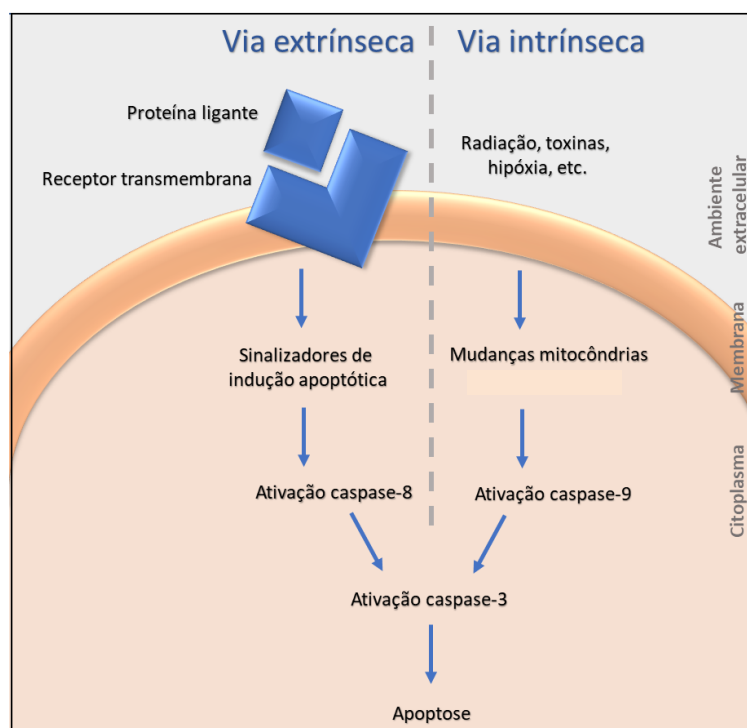 Via extrínseca
Via intrínseca
Proteína ligante
Receptor transmembrana
Radiação, toxinas,
hipóxia, etc.
Ambiente
extracelular
Membrana
Citoplasma
Sinalizadores de
indução apoptótica
Mudanças mitocôndrias
Ativação caspase-8
Ativação caspase-9
Ativação caspase-3
Apoptose